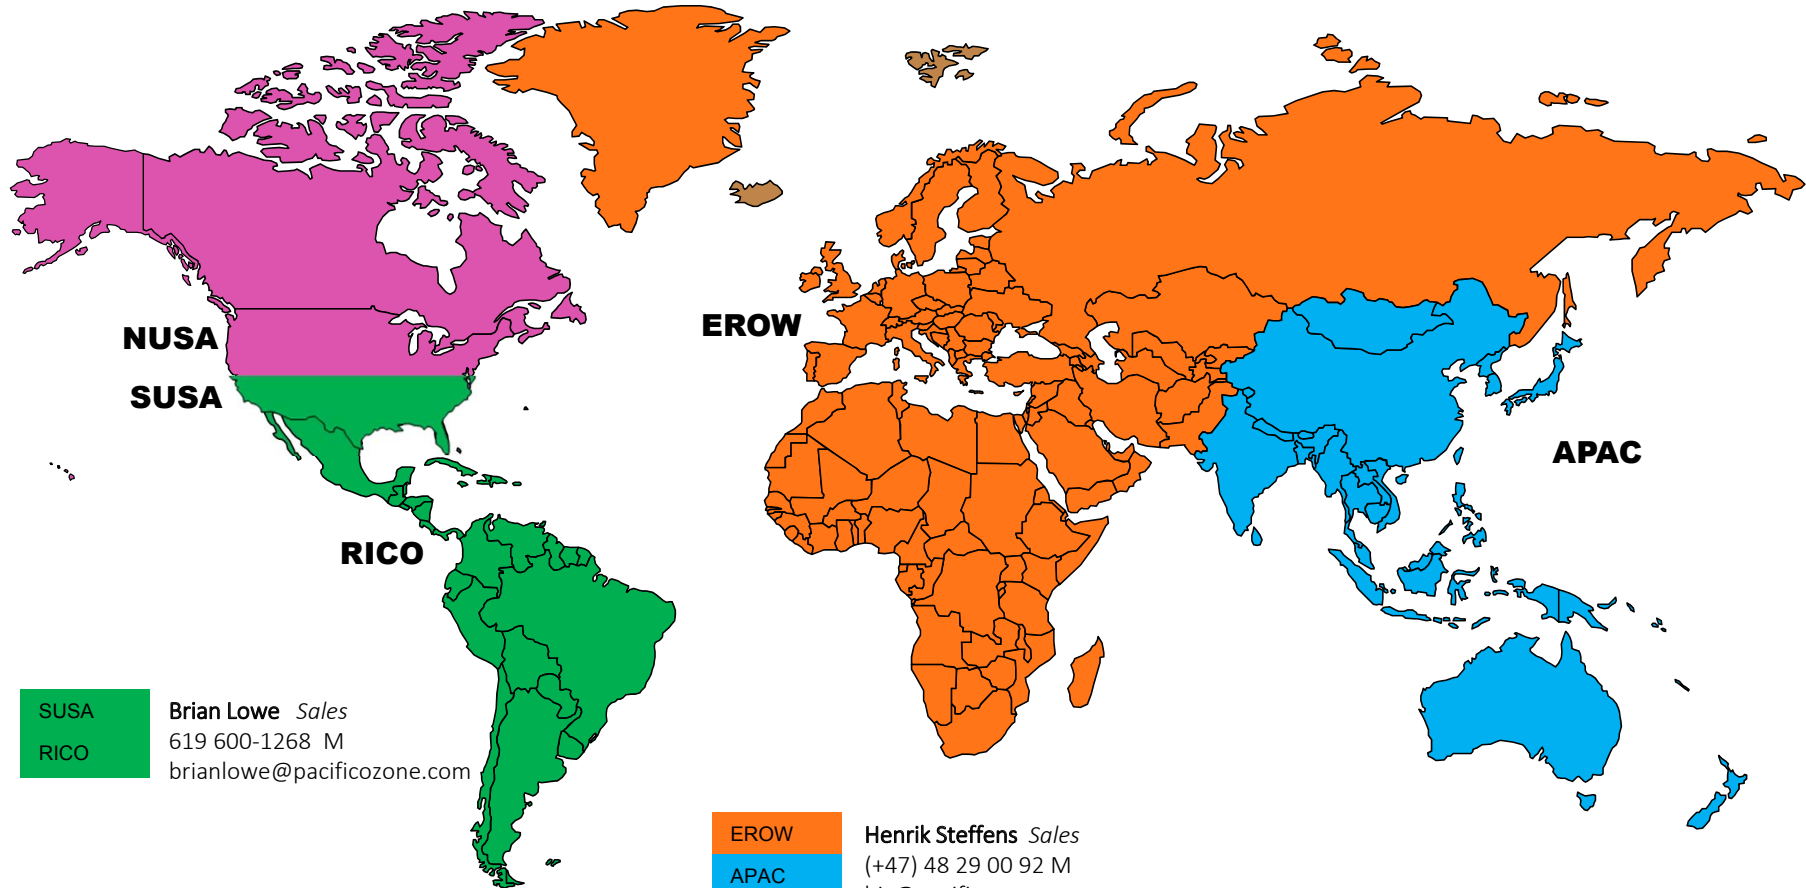 NUSA
SUSA
RICO
EROW
APAC
SUSA
RICO
Brian Lowe Sales
619 600-1268 M
brianlowe@pacificozone.com
EROW
APAC
Henrik Steffens Sales
(+47) 48 29 00 92 M